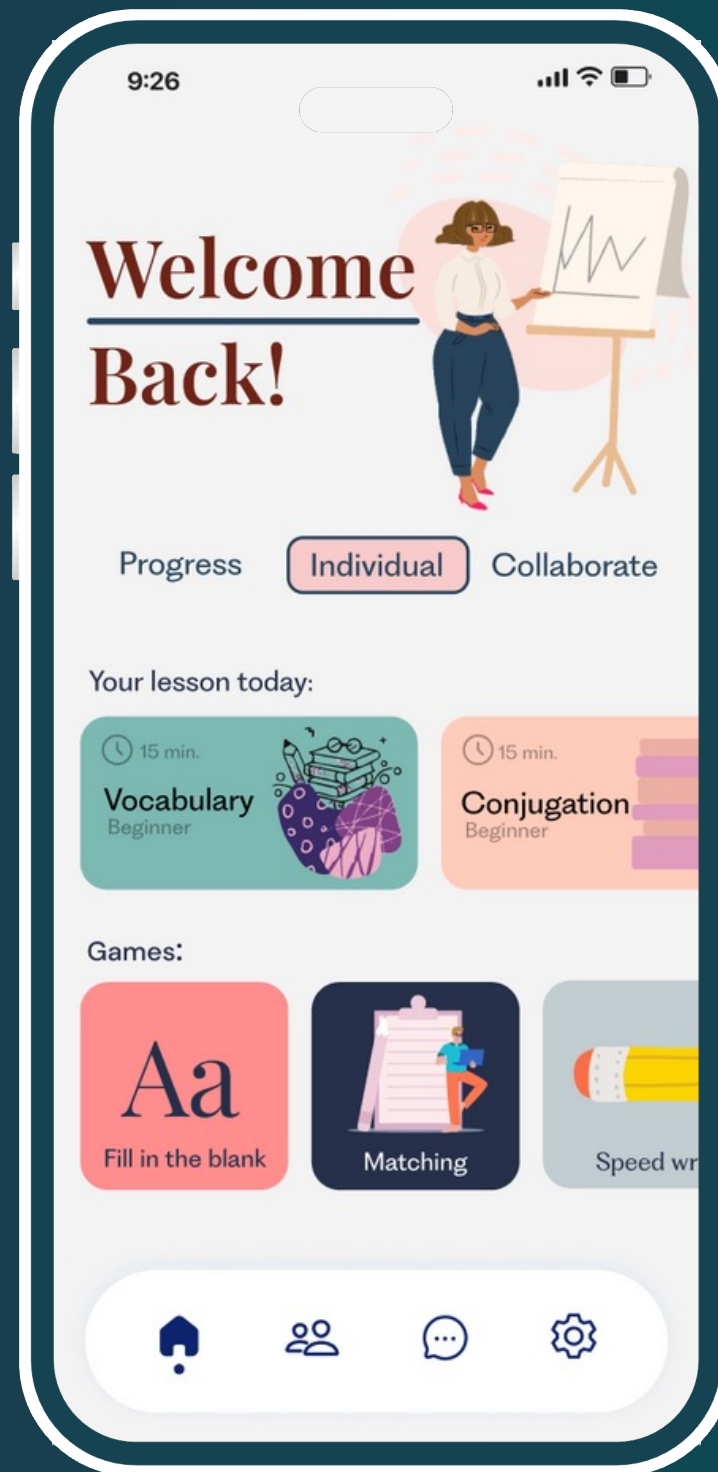 9:26
Welcome
Back!
Progress Individual Collaborate
Your lesson today:
15 min.
Vocabulary
Beginner
15 min.
Conjugation
Beginner
Games:
Aa
Fill in the blank
Matching
Speed wr